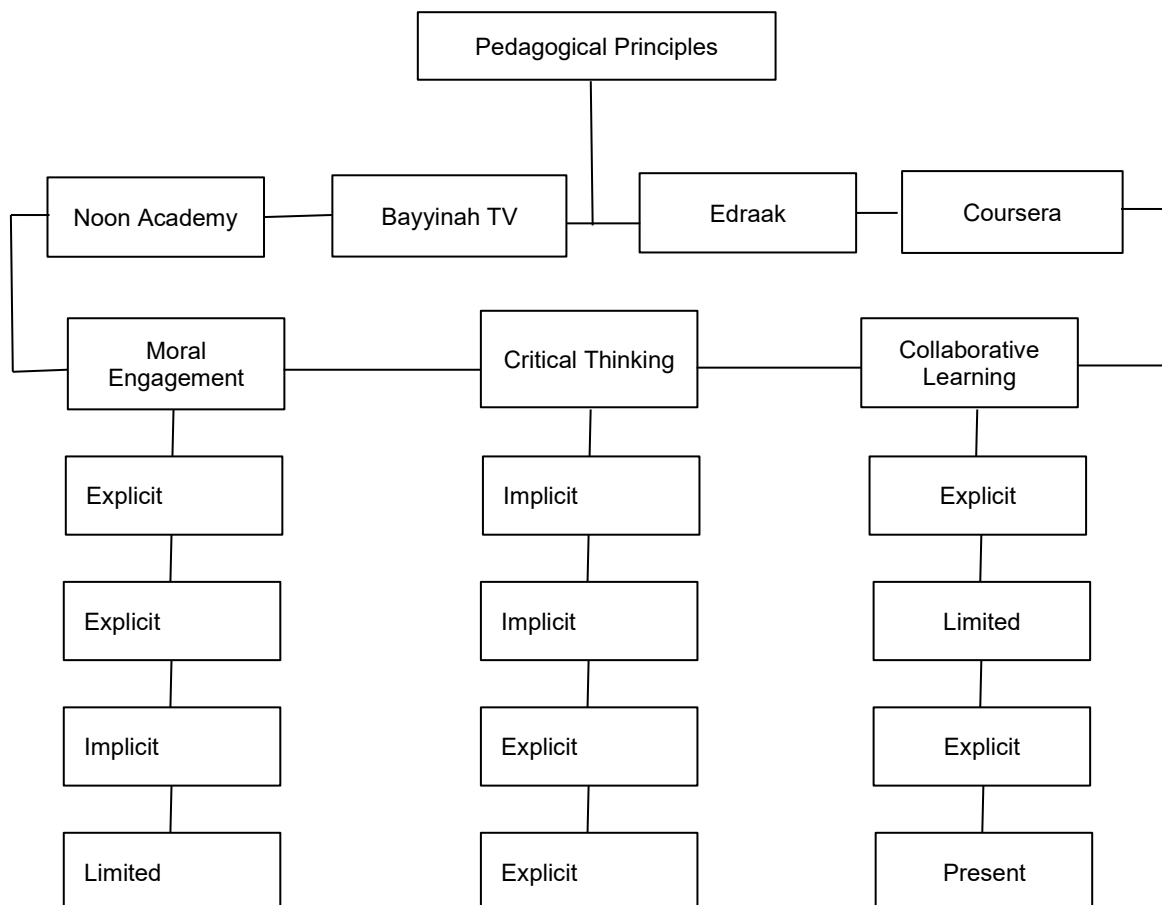 Pedagogical Principles
Noon Academy
Bayyinah TV
Edraak
Coursera
Moral
Engagement
Critical Thinking
Collaborative
Learning
Explicit
Implicit
Explicit
Explicit
Implicit
Limited
Implicit
Explicit
Explicit
Limited
Explicit
Present